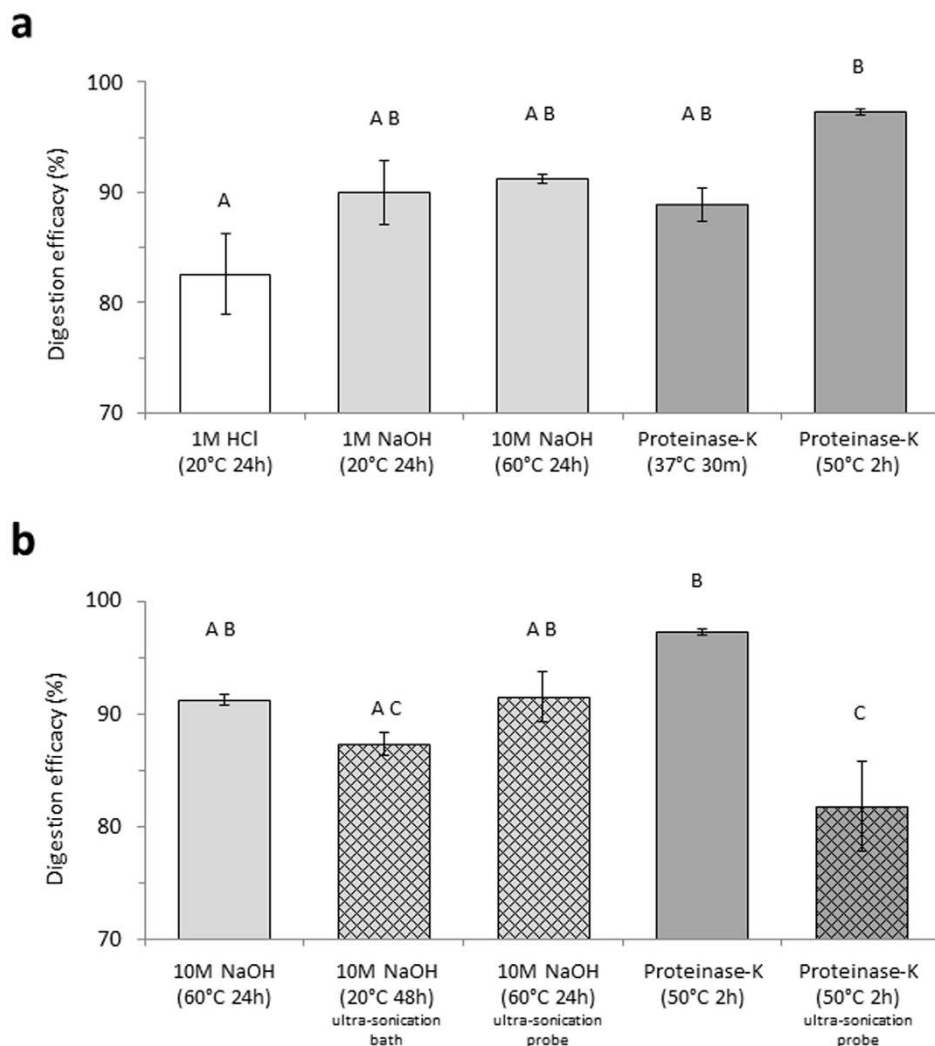 a
100
90
80
70
Digestion efficacy (%)
A
A B
A B
A B
B
1M HCl
(20°C 24h)
1M NaOH
(20°C 24h)
10M NaOH
(60°C 24h)
Proteinase-K
(37°C 30m)
Proteinase-K
(50°C 2h)
b
100
90
80
70
Digestion efficacy (%)
A B
A C
A B
B
C
10M NaOH
(60°C 24h)
10M NaOH
(20°C 48h)
ultra-sonication
bath
10M NaOH
(60°C 24h)
ultra-sonication
probe
Proteinase-K
(50°C 2h)
Proteinase-K
(50°C 2h)
ultra-sonication
probe